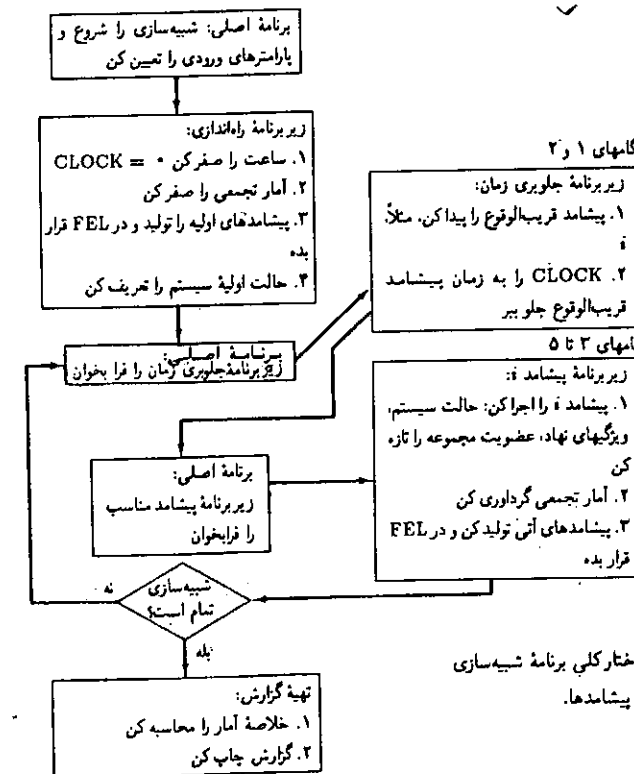 برنامهٔ اصلی: شبیه‌سازی را شروع و
پارامترهای ورودی را تعیین کن
زیربرنامهٔ راه‌اندازی:
۱. ساعت را صفر کن ۰ = CLOCK
۲. آمار تجمعی را صفر کن
۳. پیشامدهای اولیه را تولید و در FEL قرار
بده
۴. حالت اولیهٔ سیستم را تعریف کن
گامهای ۱ و ۲
زیربرنامهٔ جلوبری زمان:
۱. پیشامد قریب‌الوقوع را پیدا کن، مثلاً،
i
۲. CLOCK را به زمان پیشامد
قریب‌الوقوع جلو ببر
برنامهٔ اصلی:
زیربرنامهٔ جلوبری زمان را فرا بخوان
امهای ۳ تا ۵
زیربرنامهٔ پیشامد i:
۱. پیشامد i را اجرا کن: حالت سیستم،
ویژگیهای نهاد، عضویت مجموعه را تازه
کن
۲. آمار تجمعی گرداوری کن
۳. پیشامدهای آتی تولید کن و در FEL
قرار بده
برنامهٔ اصلی:
زیربرنامهٔ پیشامد مناسب
را فرابخوان
شبیه‌سازی
تمام است؟
نه
بله
تهیهٔ گزارش:
۱. خلاصهٔ آمار را محاسبه کن
۲. گزارش چاپ کن
ختار کلی برنامهٔ شبیه‌سازی
پیشامدها.